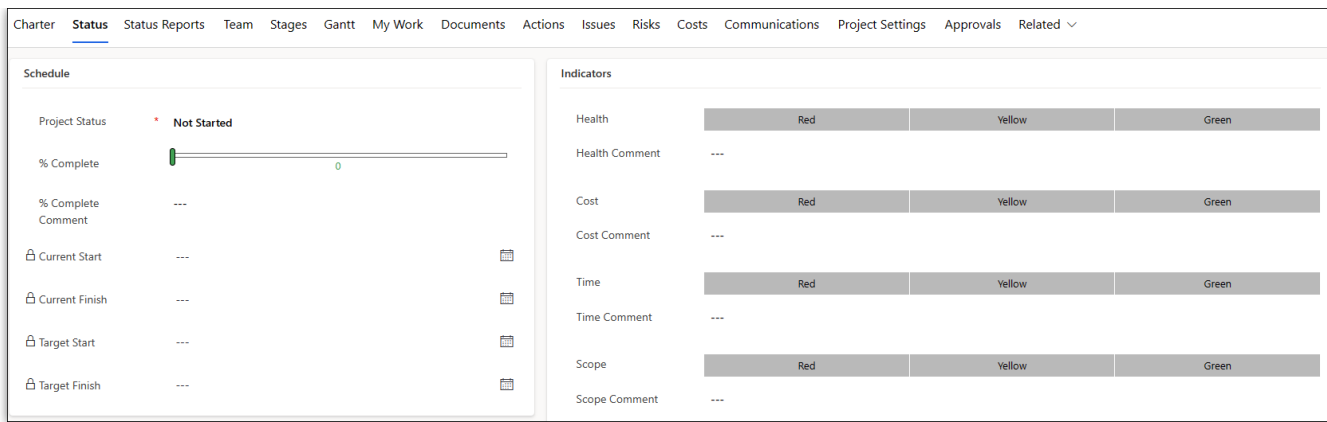 Charter Status Status Reports Team Stages Gantt My Work Documents Actions Issues Risks Costs Communications Project Settings Approvals Related
Schedule
Project Status * Not Started
% Complete
0
% Complete
Comment
---
Current Start ---
Current Finish ---
Target Start ---
Target Finish ---
Indicators
Health Red Yellow Green
Health Comment ---
Cost Red Yellow Green
Cost Comment ---
Time Red Yellow Green
Time Comment ---
Scope Red Yellow Green
Scope Comment ---